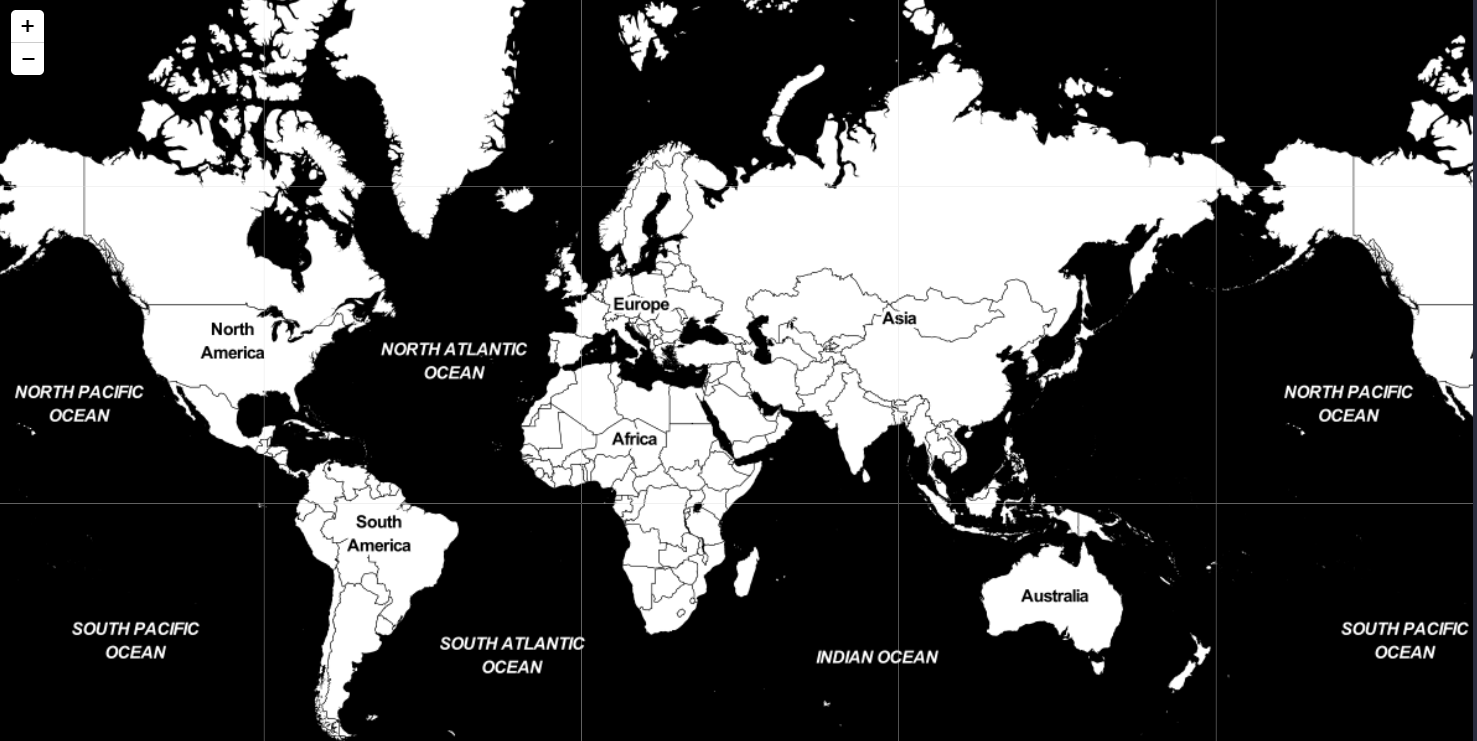 +
−
Europe
North
America
Asia
NORTH ATLANTIC
OCEAN
NORTH PACIFIC
OCEAN
NORTH PACIFIC
OCEAN
Africa
South
America
Australia
SOUTH PACIFIC
OCEAN
SOUTH ATLANTIC
OCEAN
INDIAN OCEAN
SOUTH PACIFIC
OCEAN